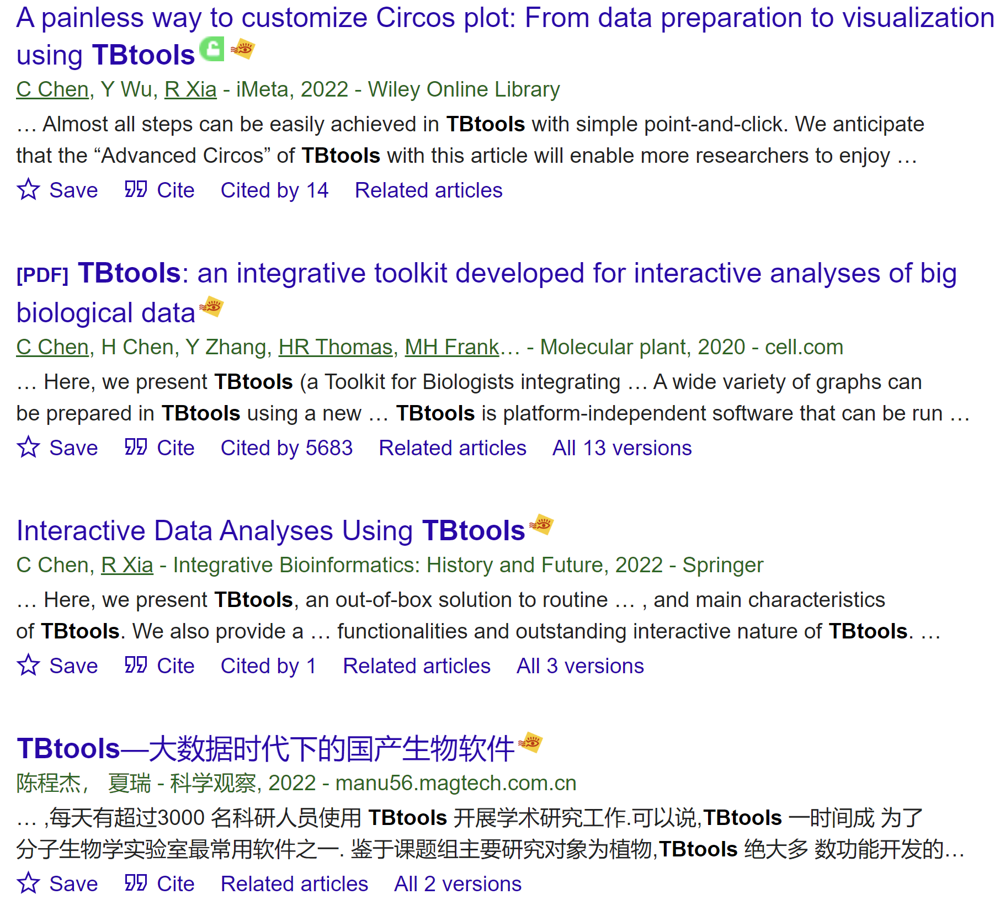 A painless way to customize Circos plot: From data preparation to visualization
using TBtools
C Chen, Y Wu, R Xia - iMeta, 2022 - Wiley Online Library
… Almost all steps can be easily achieved in TBtools with simple point-and-click. We anticipate
that the “Advanced Circos” of TBtools with this article will enable more researchers to enjoy …
Save Cite Cited by 14 Related articles
[PDF] TBtools: an integrative toolkit developed for interactive analyses of big
biological data
C Chen, H Chen, Y Zhang, HR Thomas, MH Frank… - Molecular plant, 2020 - cell.com
… Here, we present TBtools (a Toolkit for Biologists integrating … A wide variety of graphs can
be prepared in TBtools using a new … TBtools is platform-independent software that can be run …
Save Cite Cited by 5683 Related articles All 13 versions
Interactive Data Analyses Using TBtools
C Chen, R Xia - Integrative Bioinformatics: History and Future, 2022 - Springer
… Here, we present TBtools, an out-of-box solution to routine … , and main characteristics
of TBtools. We also provide a … functionalities and outstanding interactive nature of TBtools. …
Save Cite Cited by 1 Related articles All 3 versions
TBtools—大数据时代下的国产生物软件
陈程杰， 夏瑞 - 科学观察, 2022 - manu56.magtech.com.cn
… ,每天有超过3000 名科研人员使用 TBtools 开展学术研究工作.可以说,TBtools 一时间成 为了
分子生物学实验室最常用软件之一. 鉴于课题组主要研究对象为植物,TBtools 绝大多 数功能开发的…
Save Cite Related articles All 2 versions